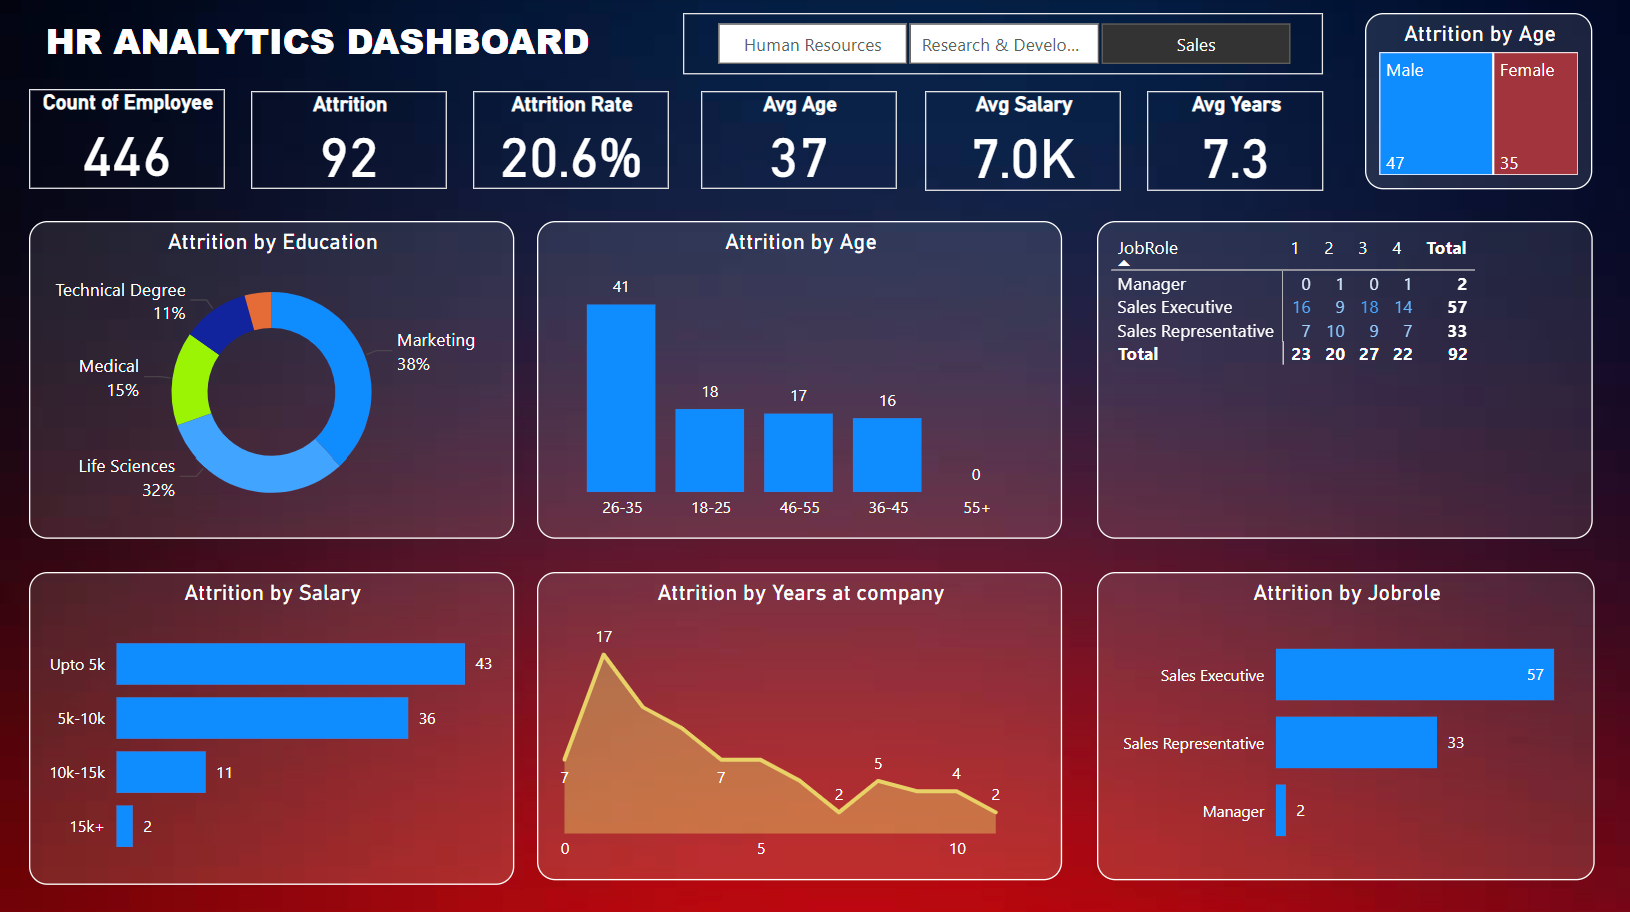 HR ANALYTICS DASHBOARD
Human Resources
Research & Develo...
Sales
Attrition by Age
Male
Female
47
35
Count of Employee
446
Attrition
92
Attrition Rate
20.6%
Avg Age
37
Avg Salary
7.0K
Avg Years
7.3
Attrition by Education
Technical Degree
11%
Medical
15%
Life Sciences
32%
Marketing
38%
Attrition by Age
41
18
17
16
0
26-35
18-25
46-55
36-45
55+
JobRole 1 2 3 4 Total
Manager 0 1 0 1 2
Sales Executive 16 9 18 14 57
Sales Representative 7 10 9 7 33
Total 23 20 27 22 92
Attrition by Salary
Upto 5k 43
5k-10k 36
10k-15k 11
15k+ 2
Attrition by Years at company
17
7
7
2
5
4
2
0
5
10
Attrition by Jobrole
Sales Executive 57
Sales Representative 33
Manager 2